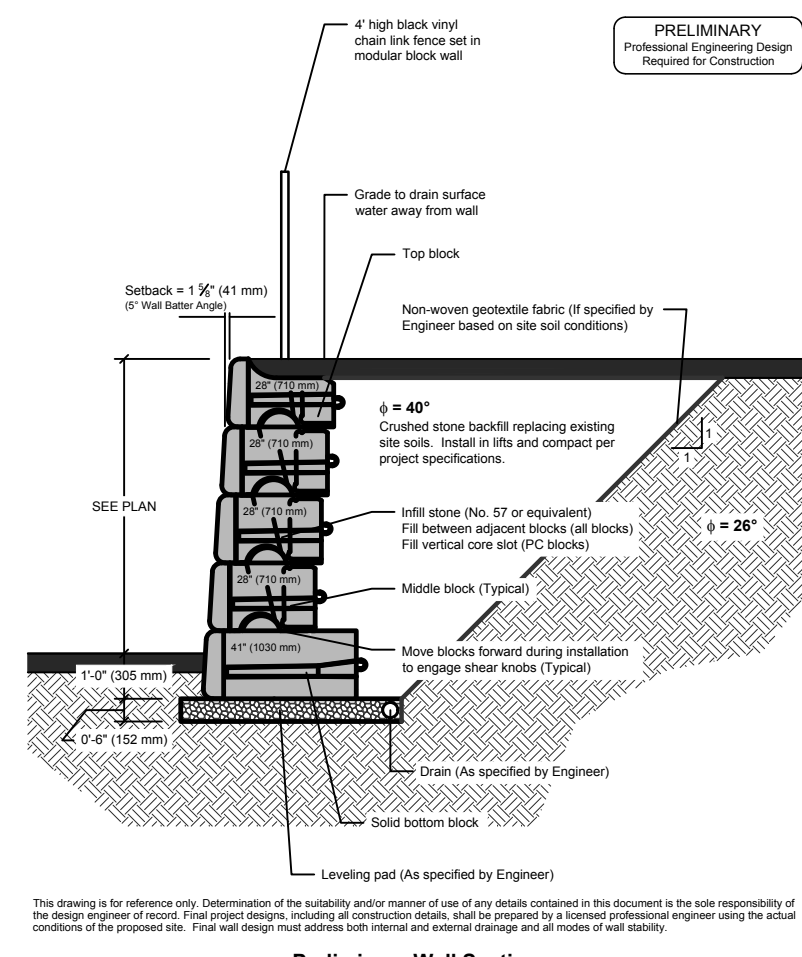 4' high black vinyl
chain link fence set in
modular block wall
PRELIMINARY
Professional Engineering Design
Required for Construction
Grade to drain surface
water away from wall
Top block
Setback = 1 5⁄8" (41 mm)
(5° Wall Batter Angle)
Non-woven geotextile fabric (If specified by
Engineer based on site soil conditions)
28" (710 mm)
ϕ = 40°
Crushed stone backfill replacing existing
site soils. Install in lifts and compact per
project specifications.
1
1
28" (710 mm)
SEE PLAN
28" (710 mm)
Infill stone (No. 57 or equivalent)
Fill between adjacent blocks (all blocks)
Fill vertical core slot (PC blocks)
ϕ = 26°
28" (710 mm)
Middle block (Typical)
41" (1030 mm)
Move blocks forward during installation
to engage shear knobs (Typical)
1'-0" (305 mm)
0'-6" (152 mm)
Drain (As specified by Engineer)
Solid bottom block
Leveling pad (As specified by Engineer)
This drawing is for reference only. Determination of the suitability and/or manner of use of any details contained in this document is the sole responsibility of
the design engineer of record. Final project designs, including all construction details, shall be prepared by a licensed professional engineer using the actual
conditions of the proposed site. Final wall design must address both internal and external drainage and all modes of wall stability.